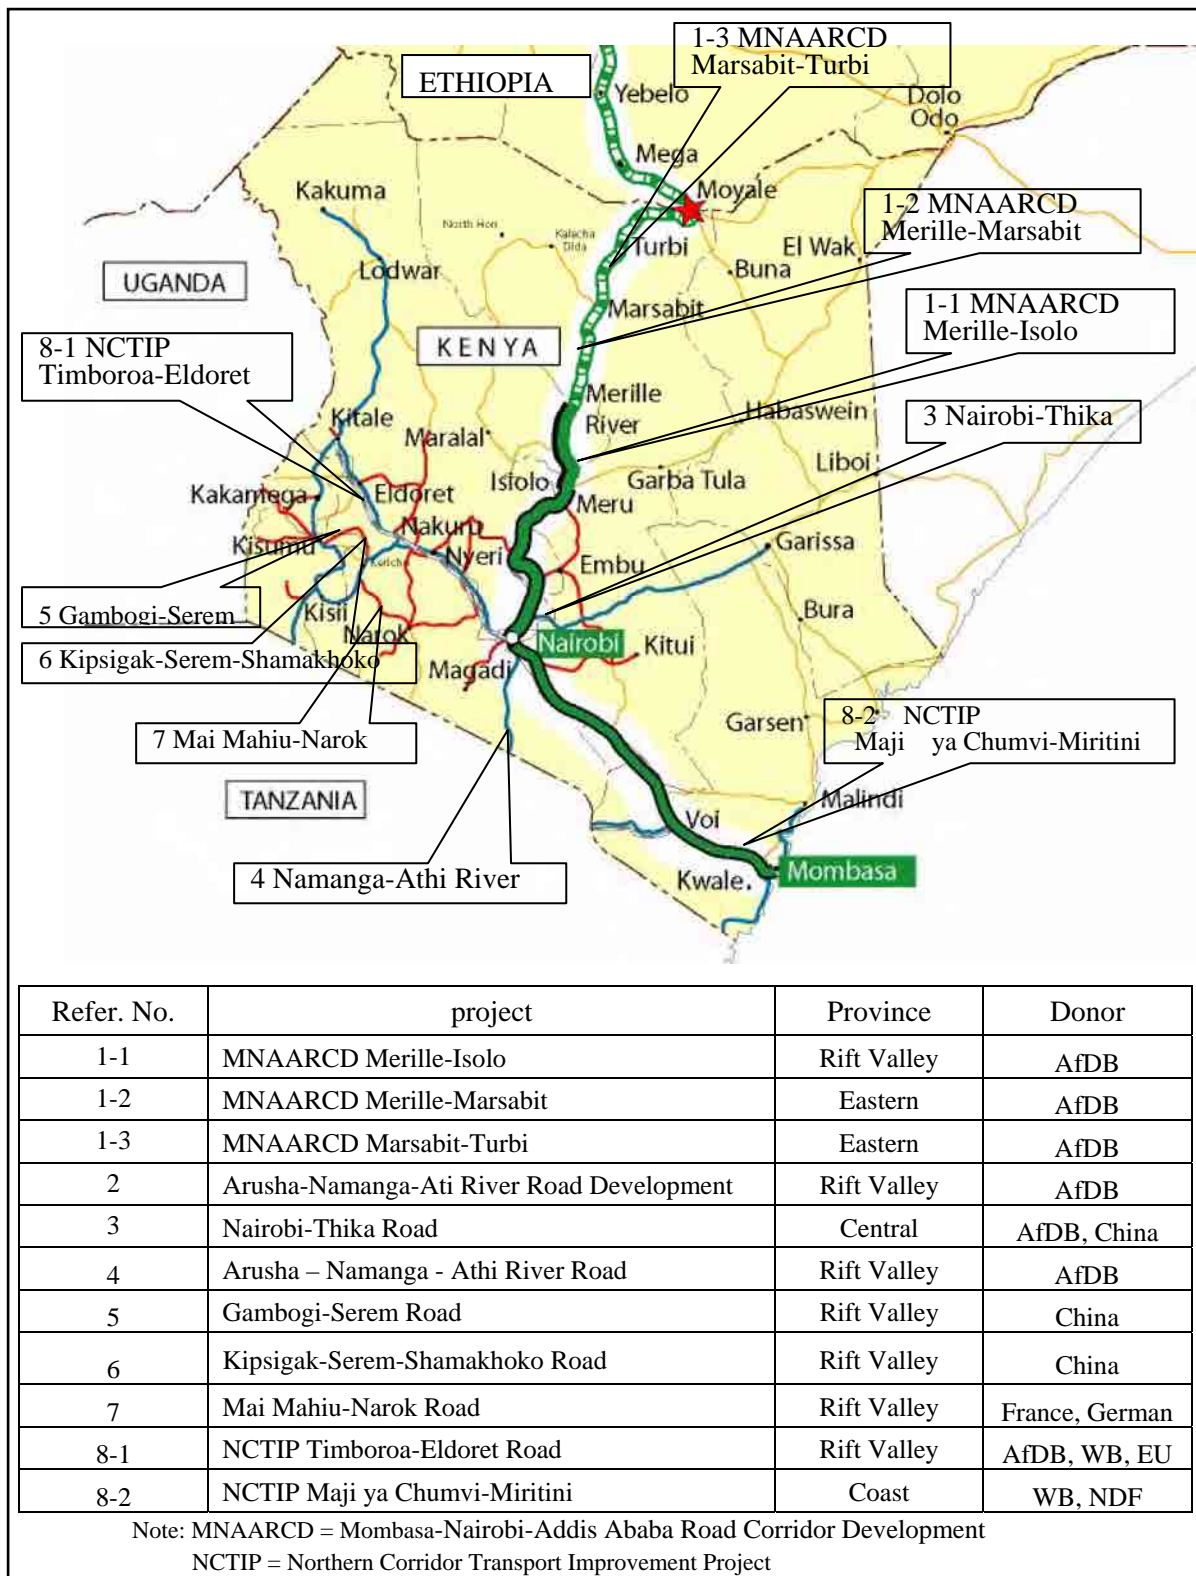 1-3 MNAARCD
Marsabit-Turbi
ETHIOPIA
Yebelo
Dolo
Odo
Mega
Kakuma
Moyale
1-2 MNAARCD
Merille-Marsabit
North Horr
Kalacha
Dida
Turbi
El Wak
Buna
Lodwar
UGANDA
Marsabit
1-1 MNAARCD
Merille-Isolo
KENYA
8-1 NCTIP
Timboroa-Eldoret
Merille
River
Habaswein
3 Nairobi-Thika
Kitale
Maralal
Liboi
Isiolo
Garba Tula
Kakamega
Eldoret
Meru
Nakuru
Kisumu
Nyeri
Garissa
Kericho
Embu
5 Gambogi-Serem
Kisii
Bura
Narok
Nairobi
Kitui
6 Kipsigak-Serem-Shamakhoko
Magadi
7 Mai Mahiu-Narok
Garsen
8-2 NCTIP
Maji ya Chumvi-Miritini
TANZANIA
Malindi
Voi
4 Namanga-Athi River
Kwale.
Mombasa
Refer. No. project Province Donor
1-1 MNAARCD Merille-Isolo Rift Valley AfDB
1-2 MNAARCD Merille-Marsabit Eastern AfDB
1-3 MNAARCD Marsabit-Turbi Eastern AfDB
2 Arusha-Namanga-Ati River Road Development Rift Valley AfDB
3 Nairobi-Thika Road Central AfDB, China
4 Arusha – Namanga - Athi River Road Rift Valley AfDB
5 Gambogi-Serem Road Rift Valley China
6 Kipsigak-Serem-Shamakhoko Road Rift Valley China
7 Mai Mahiu-Narok Road Rift Valley France, German
8-1 NCTIP Timboroa-Eldoret Road Rift Valley AfDB, WB, EU
8-2 NCTIP Maji ya Chumvi-Miritini Coast WB, NDF
Note: MNAARCD = Mombasa-Nairobi-Addis Ababa Road Corridor Development
NCTIP = Northern Corridor Transport Improvement Project